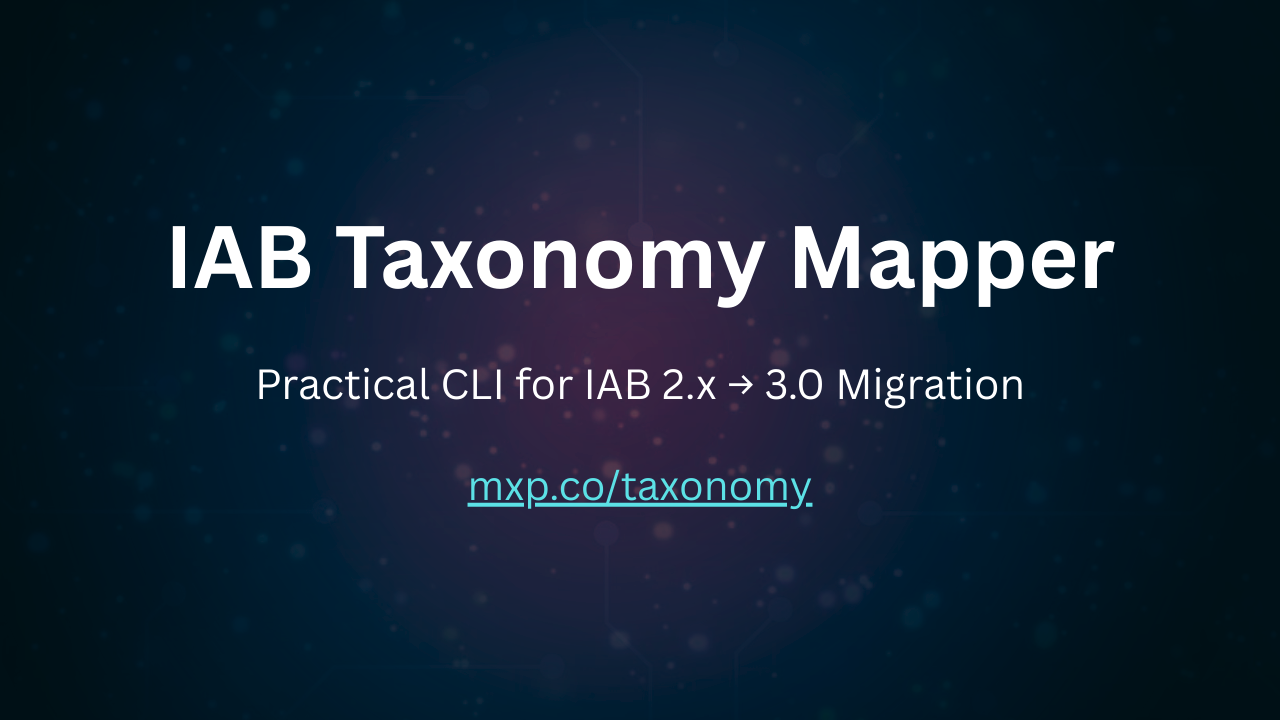 IAB Taxonomy Mapper
Practical CLI for IAB 2.x → 3.0 Migration
mxp.co/taxonomy